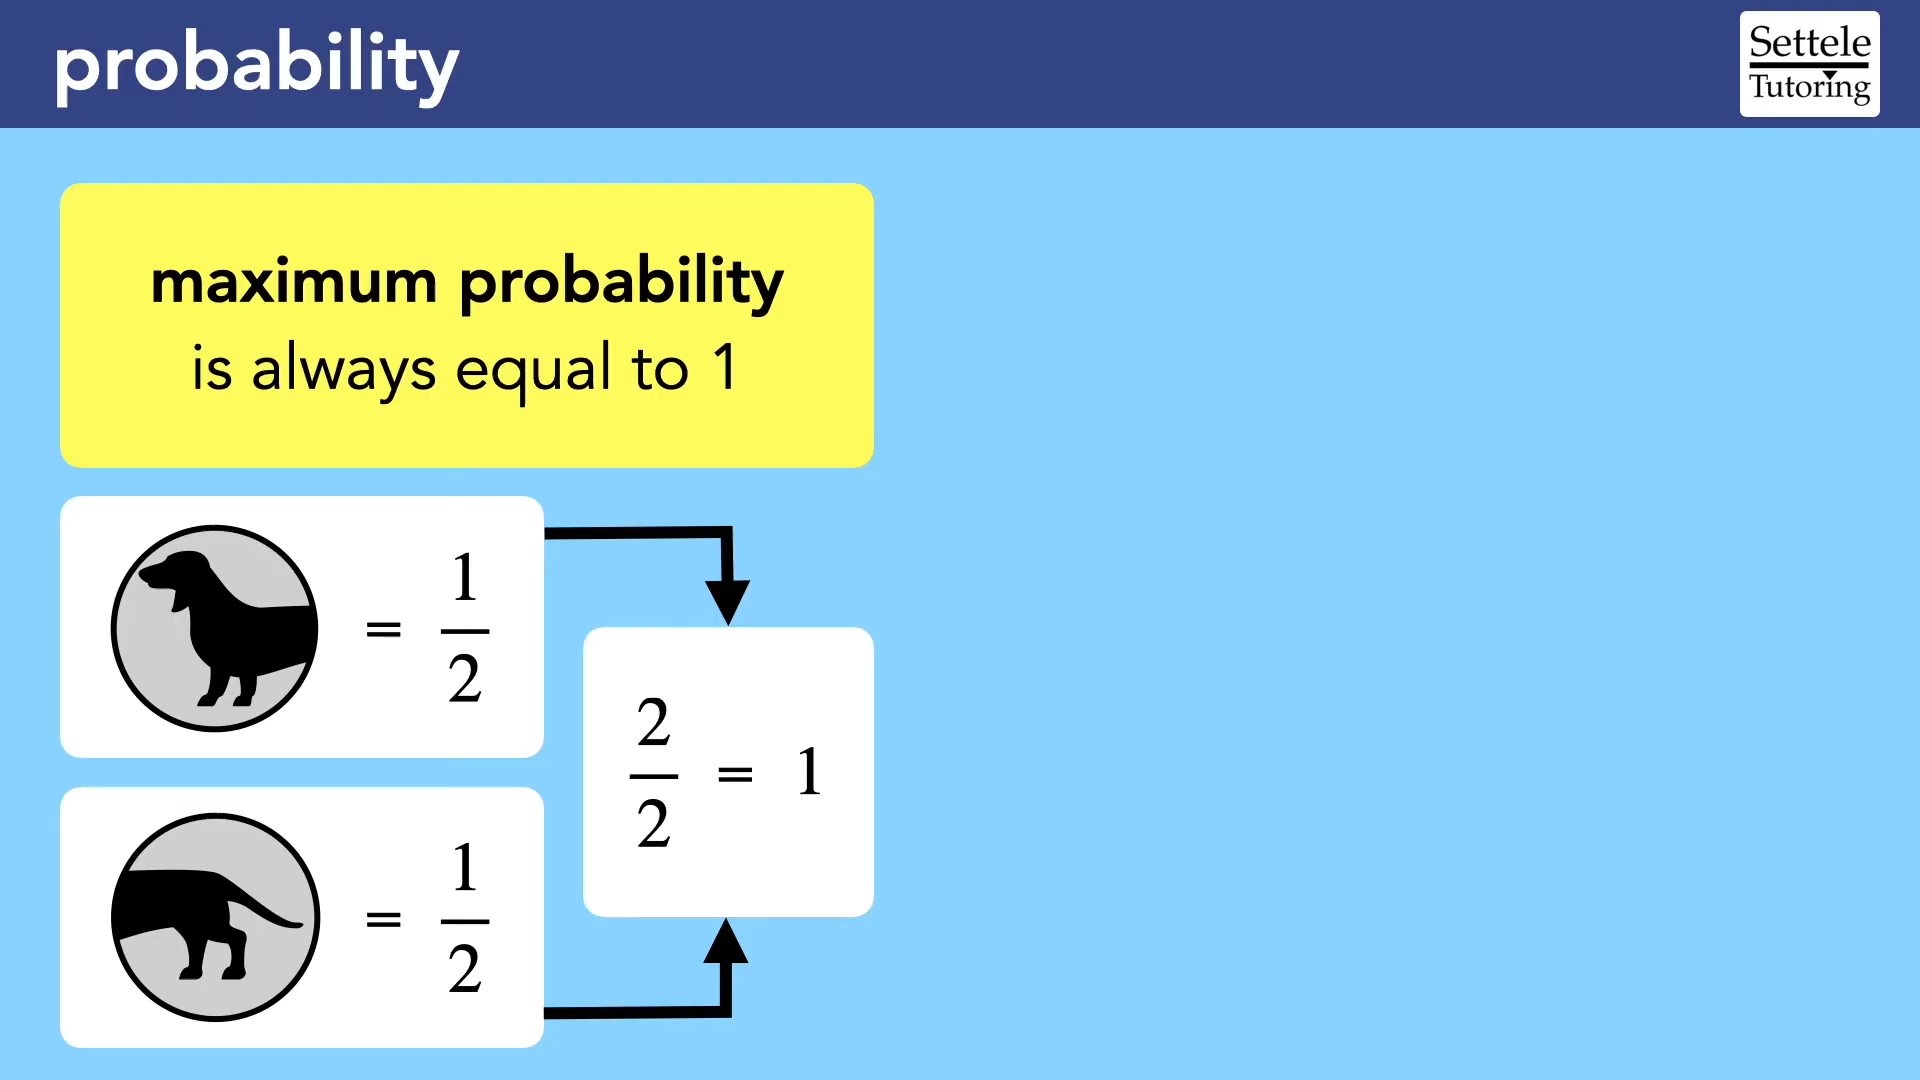 probability
Settele
Tutoring
maximum probability
is always equal to 1
= 1/2
2/2 = 1
= 1/2